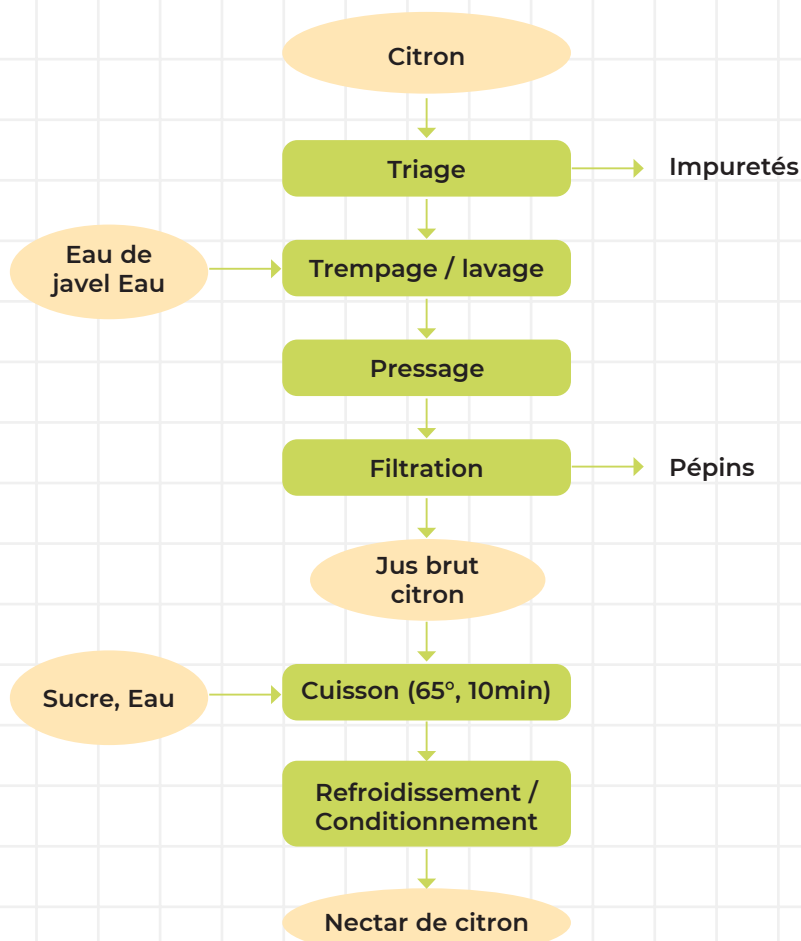 Citron
Triage
Impuretés
Eau de
javel Eau
Trempage / lavage
Pressage
Filtration
Pépins
Jus brut
citron
Sucre, Eau
Cuisson (65°, 10min)
Refroidissement /
Conditionnement
Nectar de citron